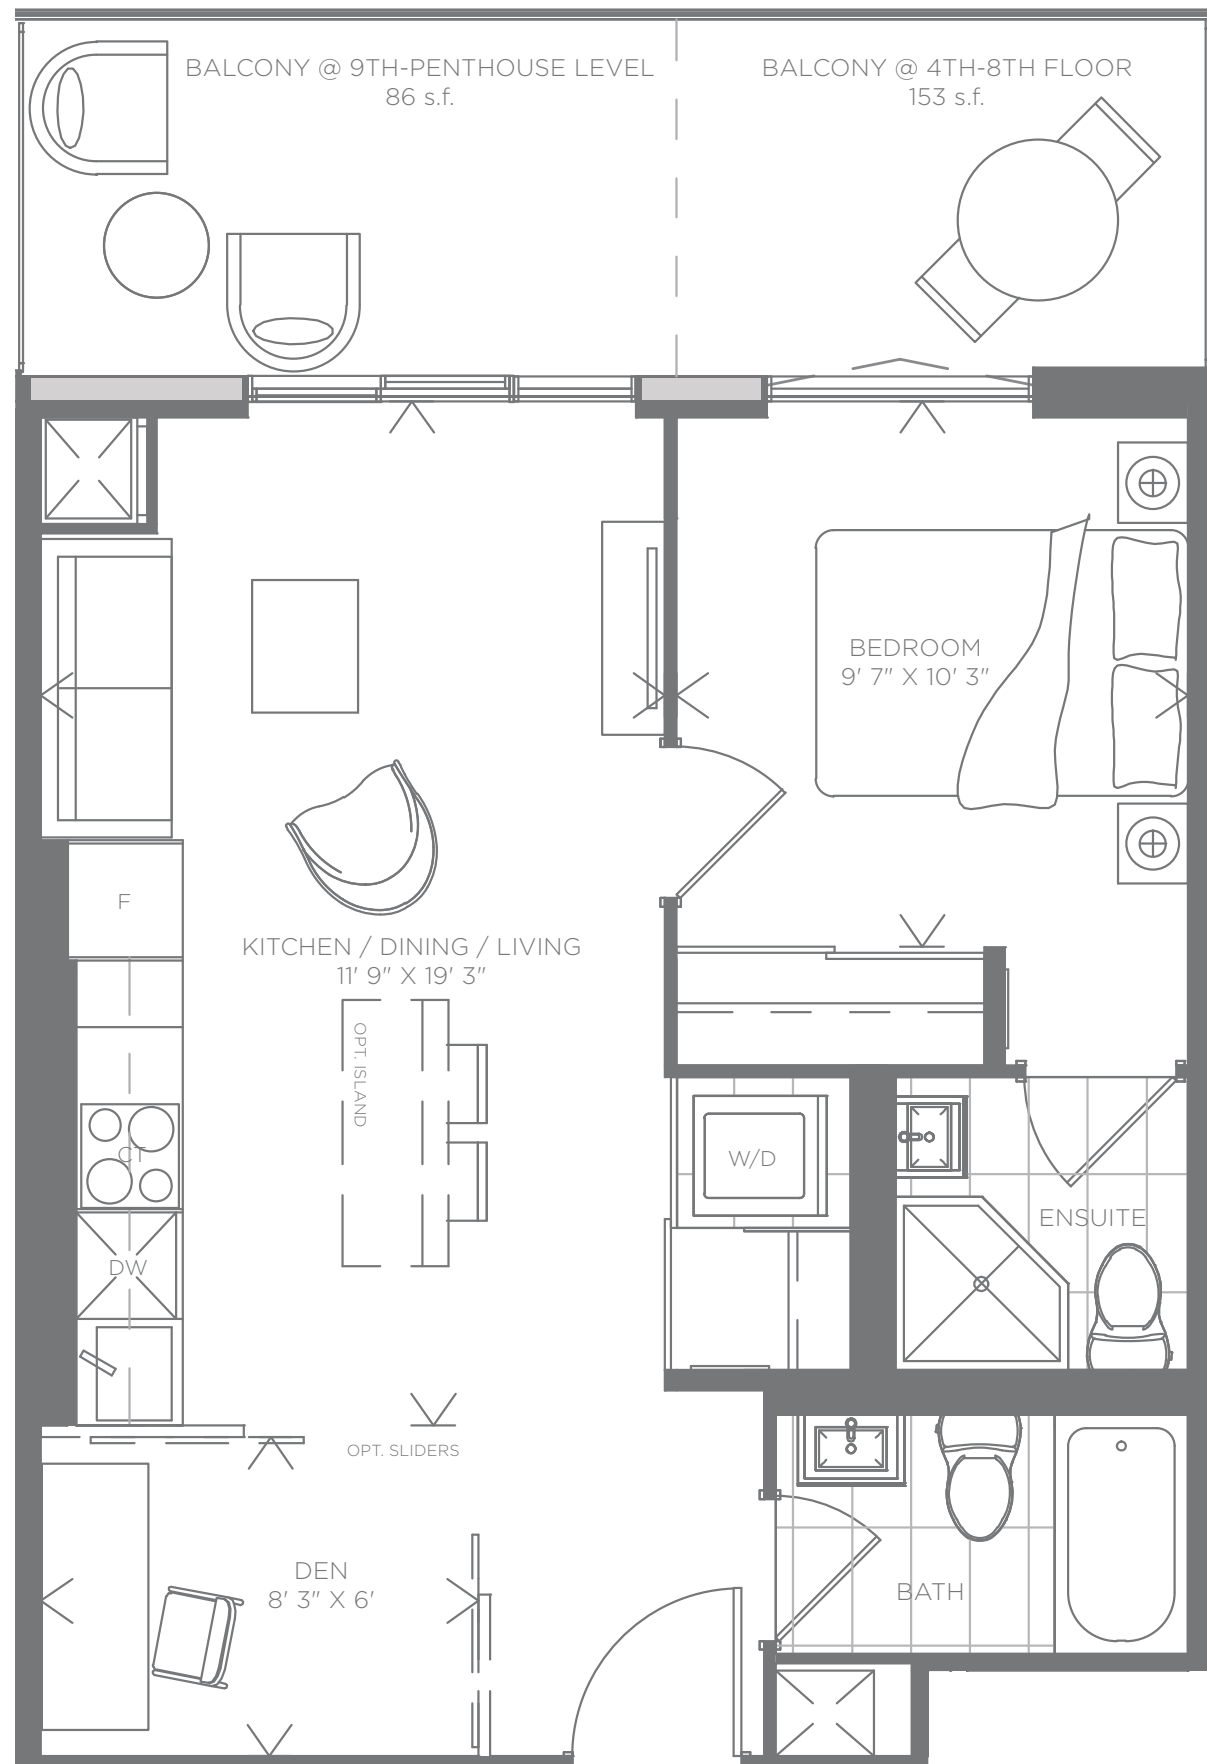 BALCONY @ 9TH-PENTHOUSE LEVEL
86 s.f.
BALCONY @ 4TH-8TH FLOOR
153 s.f.
BEDROOM
9' 7" X 10' 3"
F
KITCHEN / DINING / LIVING
11' 9" X 19' 3"
OPT. ISLAND
CT
W/D
ENSUITE
DW
OPT. SLIDERS
DEN
8' 3" X 6'
BATH